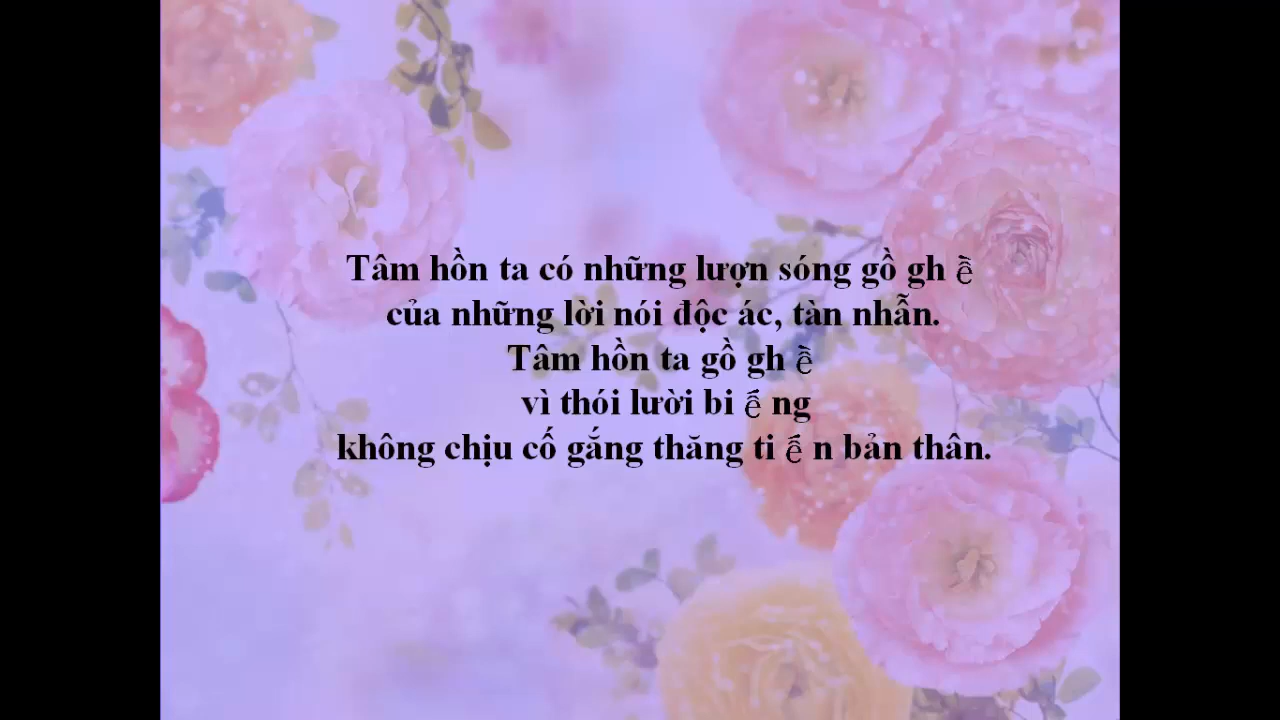 Tâm hồn ta có những lượn sóng gồ gh ề
của những lời nói độc ác, tàn nhẫn.
Tâm hồn ta gồ gh ề
vì thói lười bi ế ng
không chịu cố gắng thăng ti ế n bản thân.